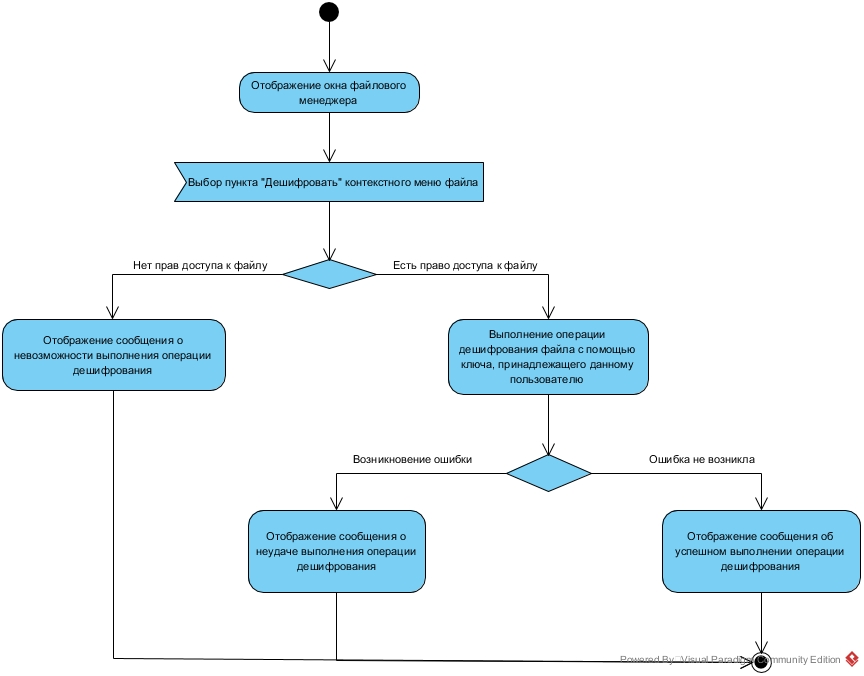 Отображение окна файлового
менеджера
Выбор пункта "Дешифровать" контекстного меню файла
Нет прав доступа к файлу
Есть право доступа к файлу
Отображение сообщения о
невозможности выполнения операции
дешифрования
Выполнение операции
дешифрования файла с помощью
ключа, принадлежащего данному
пользователю
Возникновение ошибки
Ошибка не возникла
Отображение сообщения о
неудаче выполнения операции
дешифрования
Отображение сообщения об
успешном выполнении операции
дешифрования
Powered By Visual Paradigm Community Edition